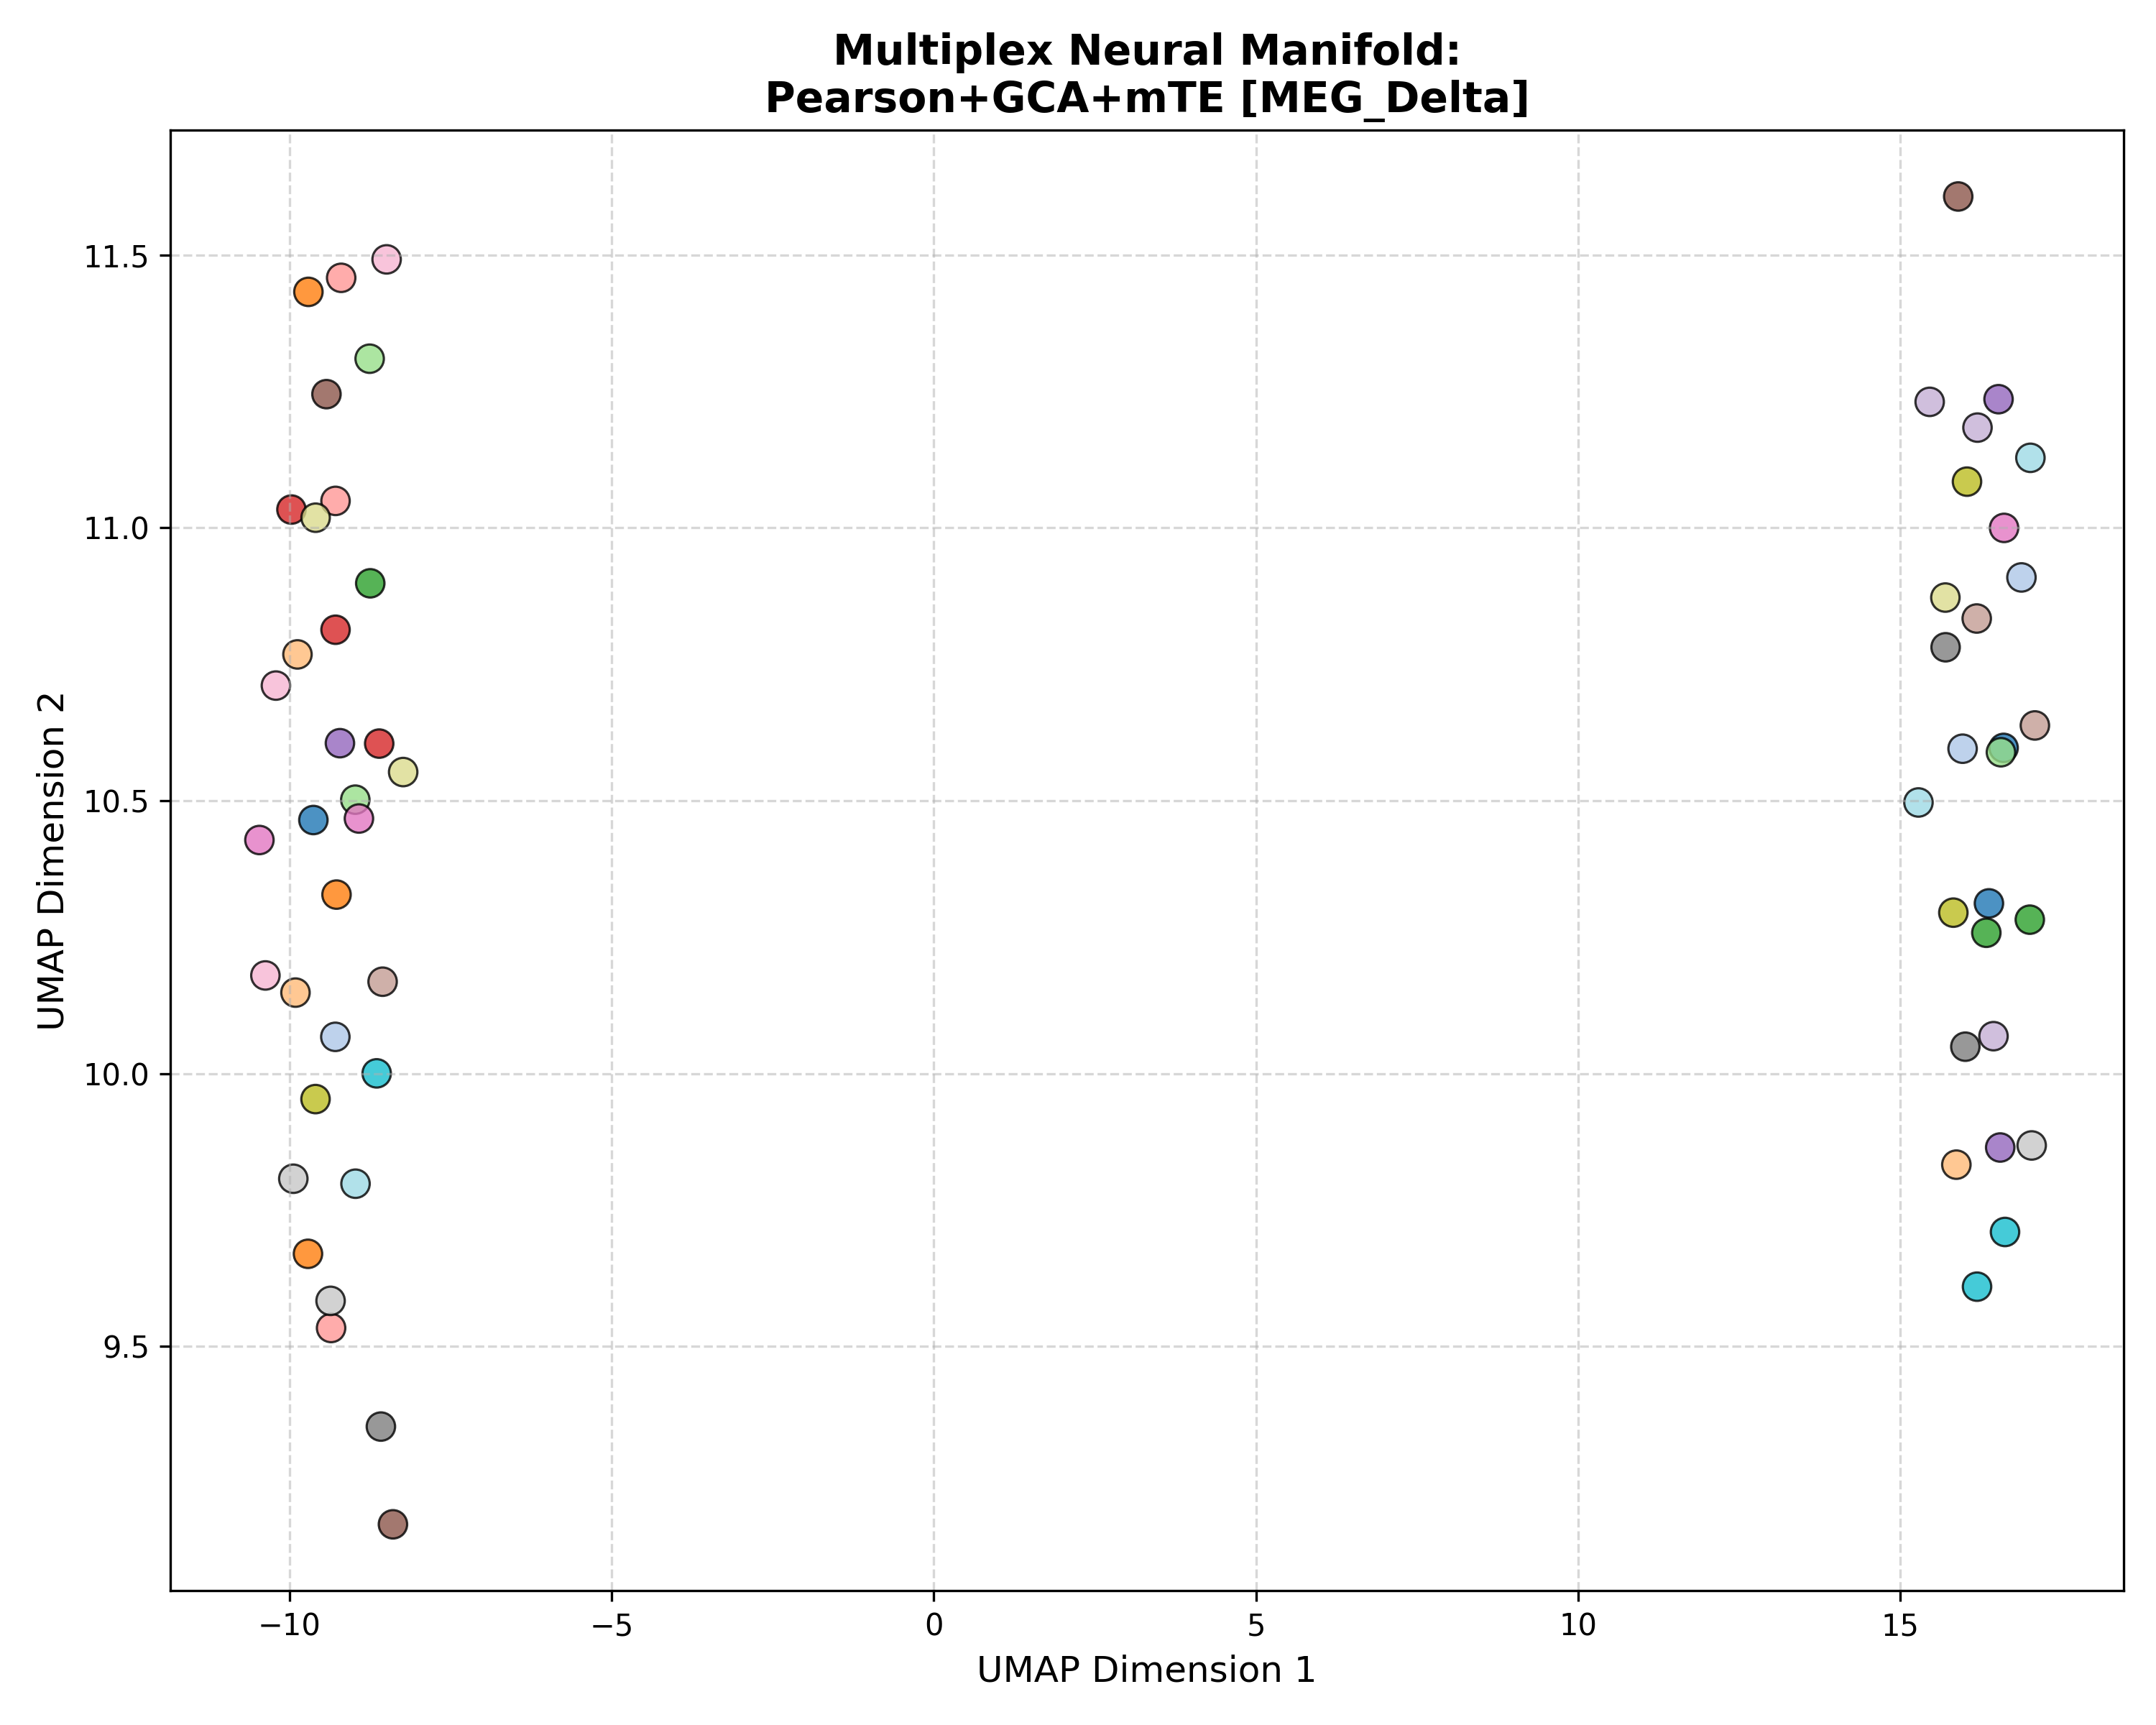 Multiplex Neural Manifold:
Pearson+GCA+mTE [MEG_Delta]
UMAP Dimension 2
11.5
11.0
10.5
10.0
9.5
−10 −5 0 5 10 15
UMAP Dimension 1